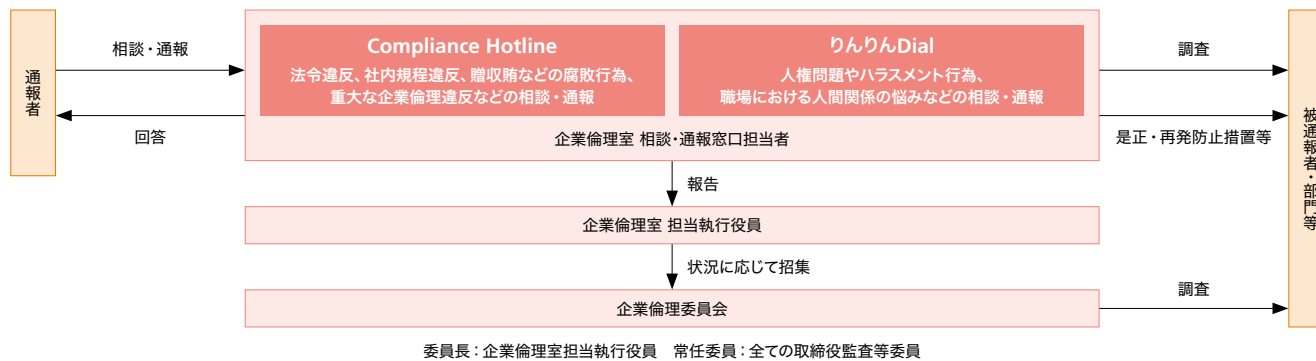 通報者
相談・通報
回答
Compliance Hotline
法令違反、社内規程違反、贈収賄などの腐敗行為、
重大な企業倫理違反などの相談・通報
りんりんDial
人権問題やハラスメント行為、
職場における人間関係の悩みなどの相談・通報
企業倫理室 相談・通報窓口担当者
調査
是正・再発防止措置等
被通報者・部門等
報告
企業倫理室 担当執行役員
状況に応じて招集
企業倫理委員会
調査
委員長：企業倫理室担当執行役員　常任委員：全ての取締役監査等委員